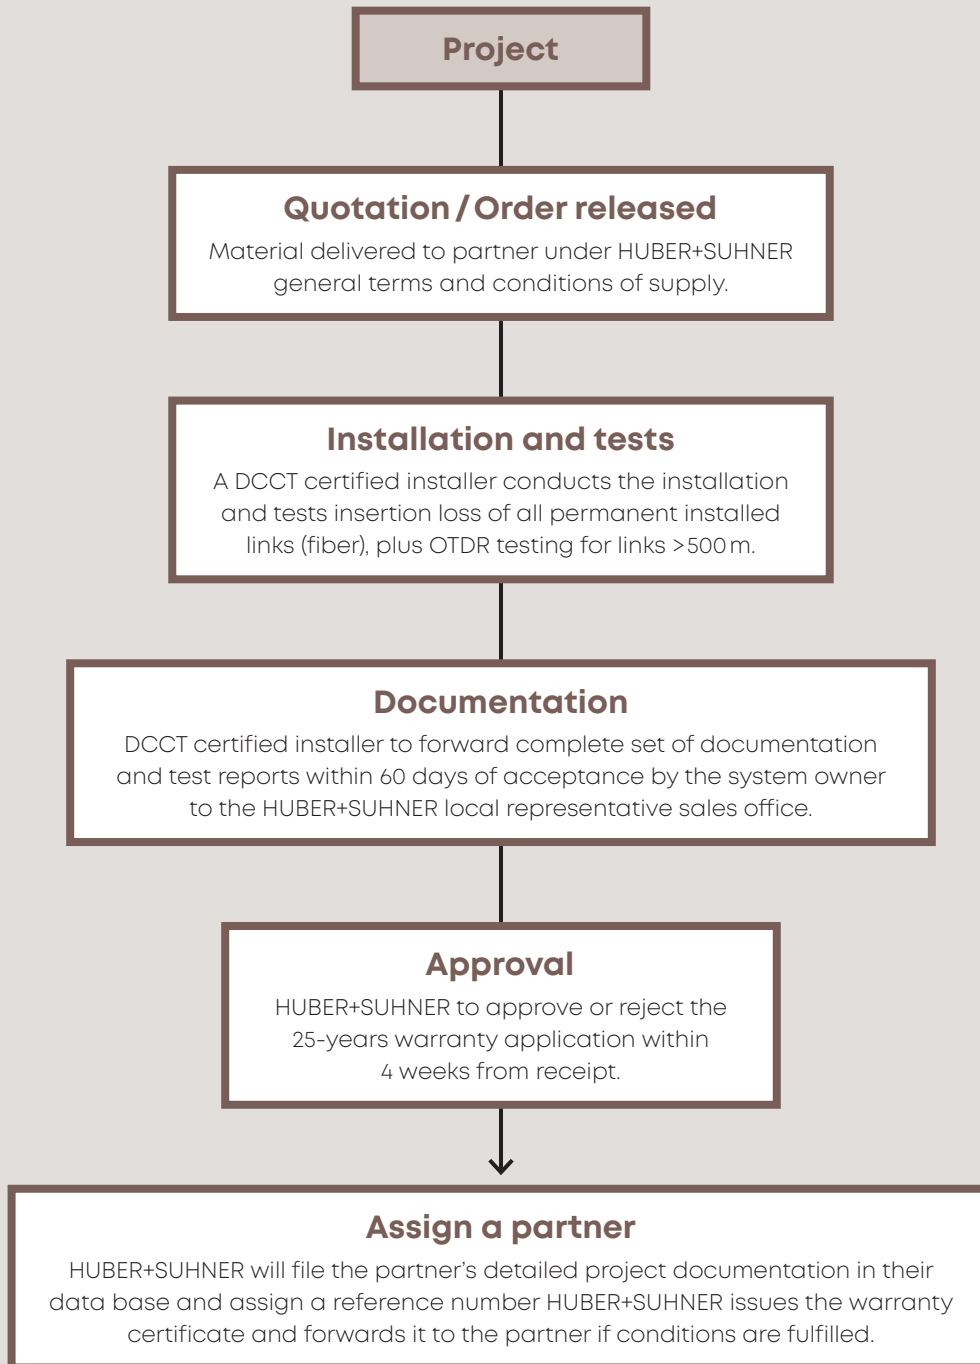 Project
Quotation / Order released
Material delivered to partner under HUBER+SUHNER
general terms and conditions of supply.
Installation and tests
A DCCT certified installer conducts the installation
and tests insertion loss of all permanent installed
links (fiber), plus OTDR testing for links >500 m.
Documentation
DCCT certified installer to forward complete set of documentation
and test reports within 60 days of acceptance by the system owner
to the HUBER+SUHNER local representative sales office.
Approval
HUBER+SUHNER to approve or reject the
25-years warranty application within
4 weeks from receipt.
Assign a partner
HUBER+SUHNER will file the partner’s detailed project documentation in their
data base and assign a reference number HUBER+SUHNER issues the warranty
certificate and forwards it to the partner if conditions are fulfilled.